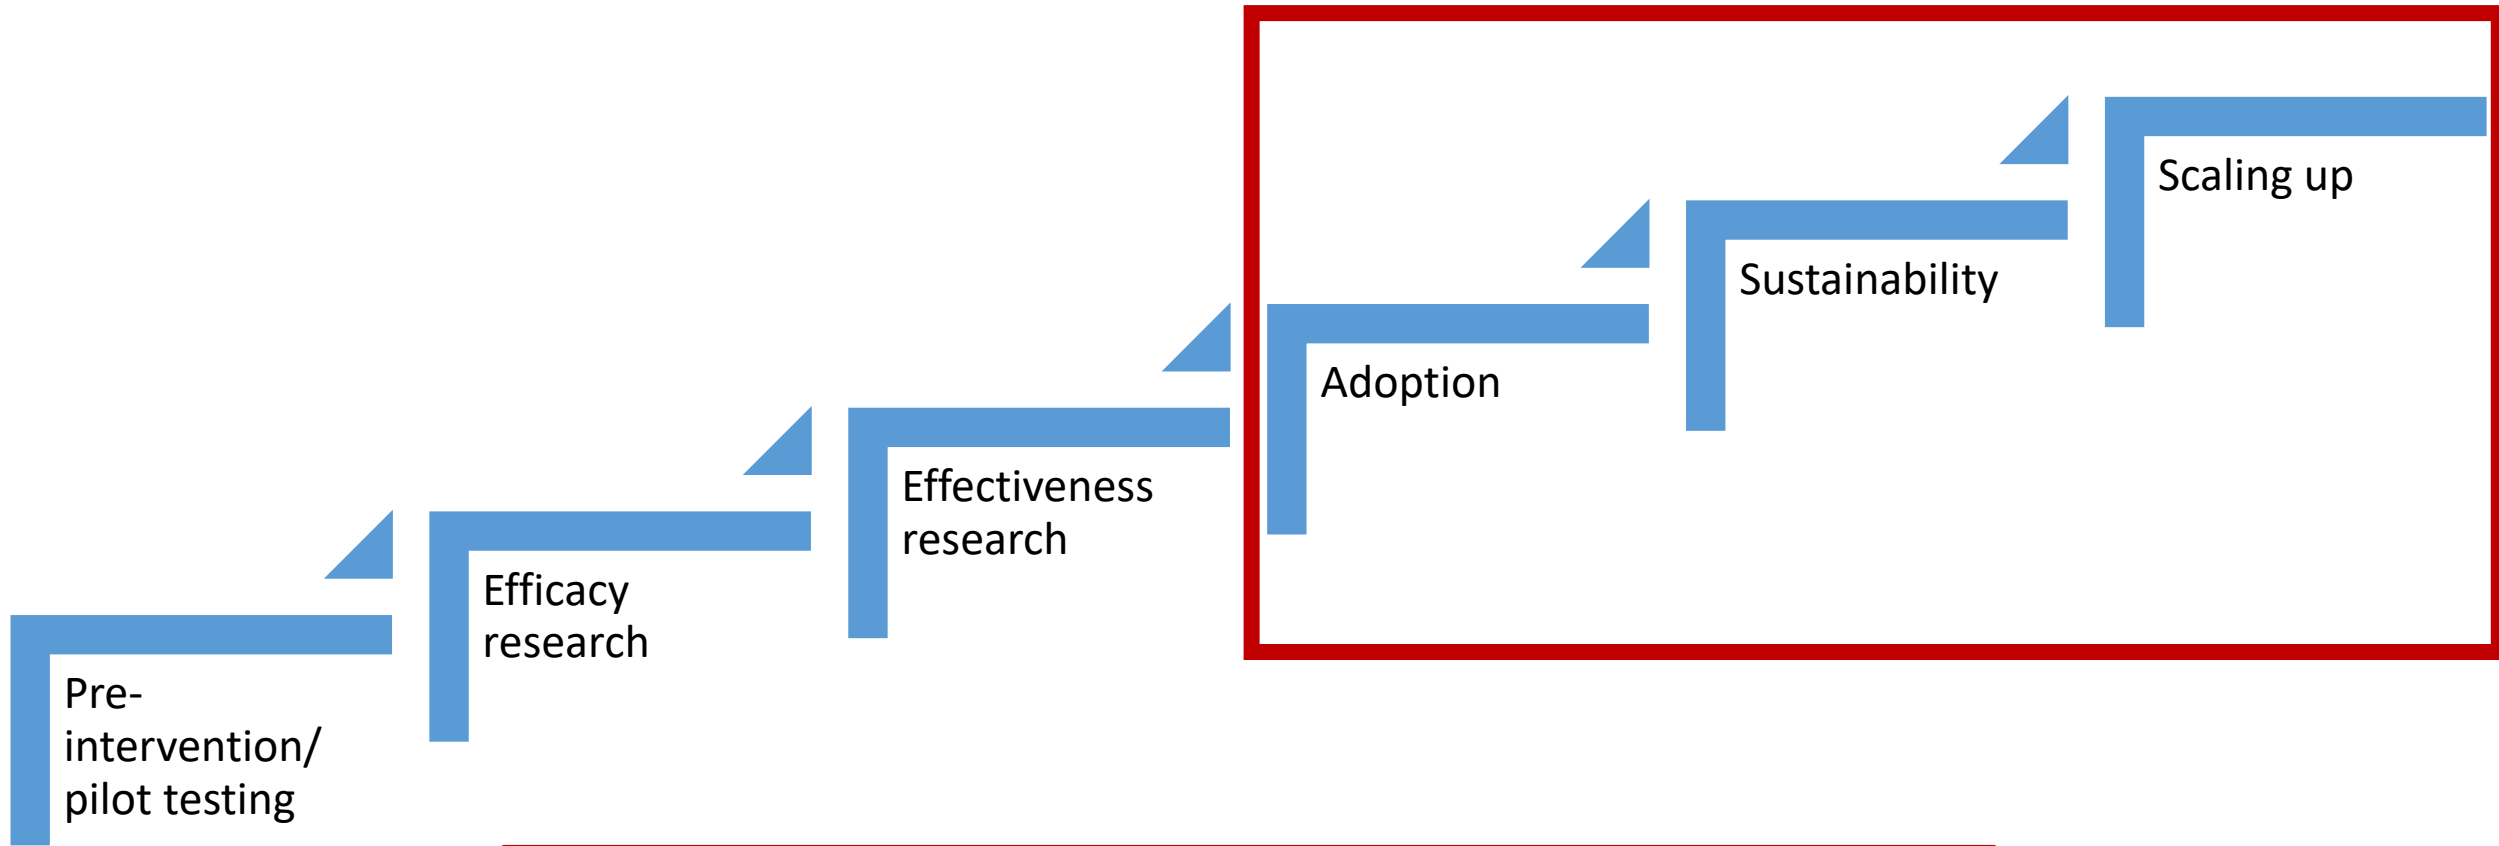 Pre-
intervention/
pilot testing
Efficacy
research
Effectiveness
research
Adoption
Sustainability
Scaling up